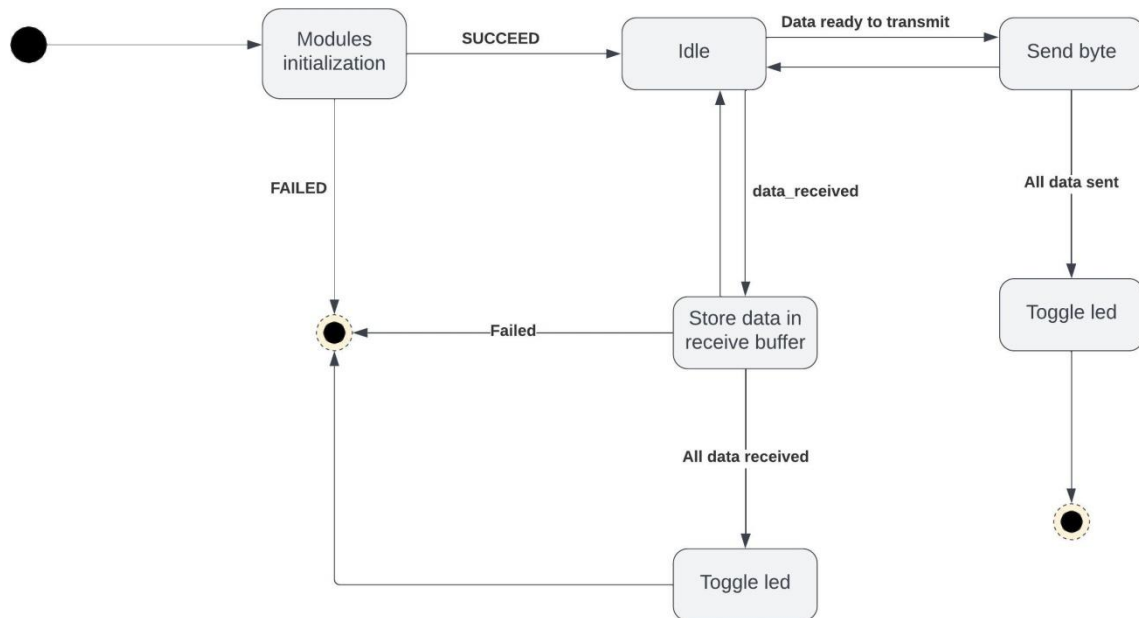 Data ready to transmit
Modules
initialization
SUCCEED
Idle
Send byte
FAILED
data_received
All data sent
Toggle led
Failed
Store data in
receive buffer
All data received
Toggle led